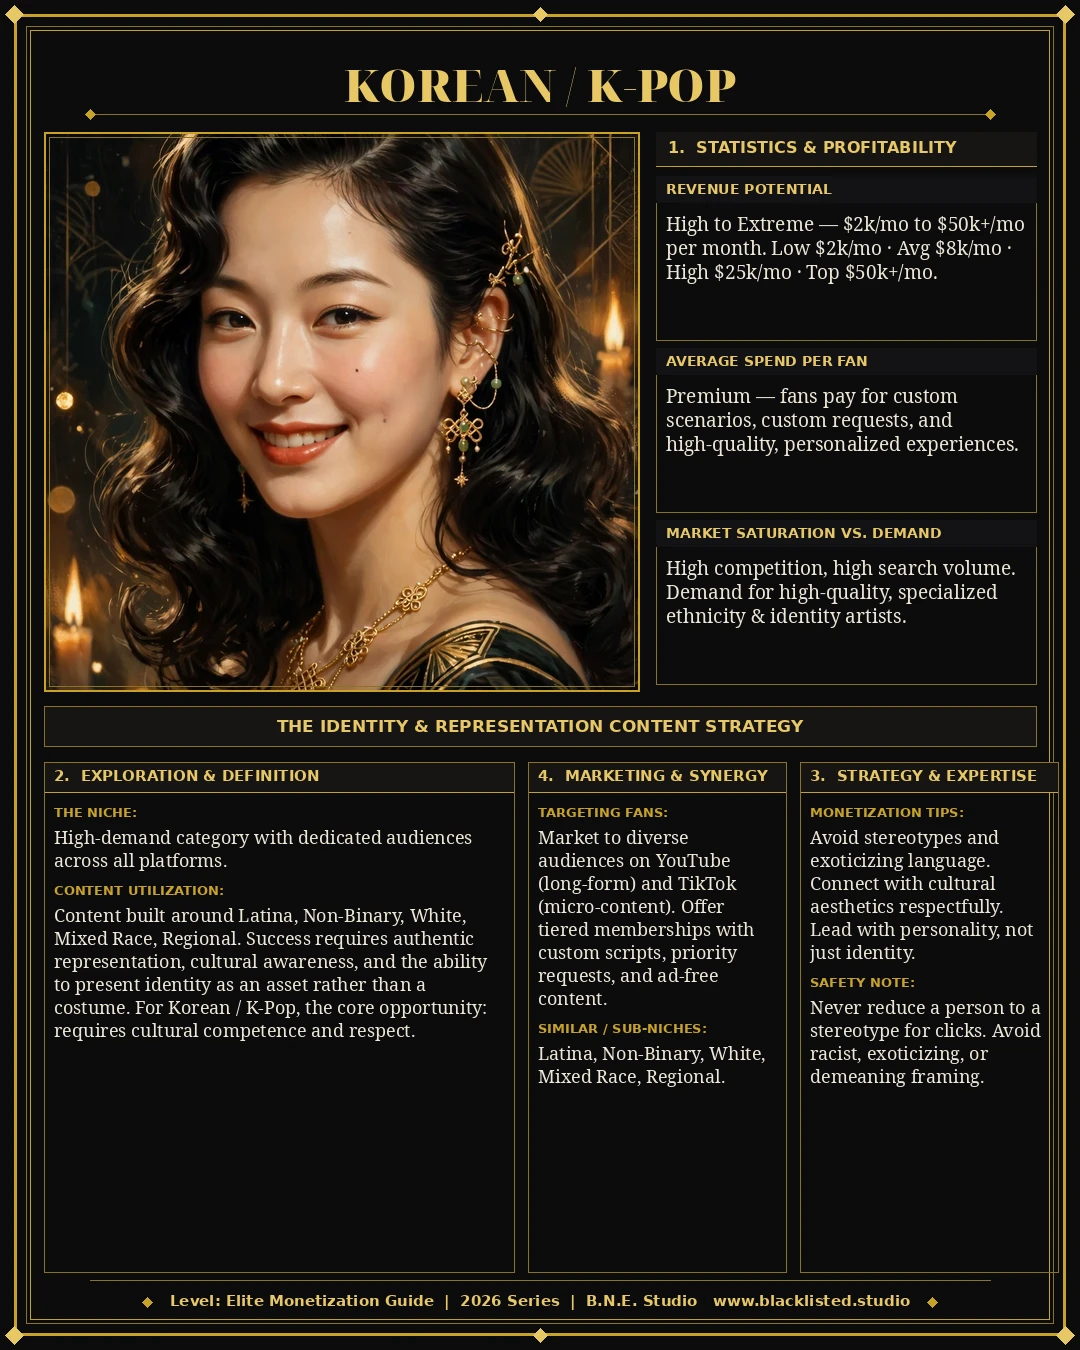 KOREAN / K-POP
1. STATISTICS & PROFITABILITY
REVENUE POTENTIAL
High to Extreme — $2k/mo to $50k+/mo
per month. Low $2k/mo · Avg $8k/mo ·
High $25k/mo · Top $50k+/mo.
AVERAGE SPEND PER FAN
Premium — fans pay for custom
scenarios, custom requests, and
high-quality, personalized experiences.
MARKET SATURATION VS. DEMAND
High competition, high search volume.
Demand for high-quality, specialized
ethnicity & identity artists.
THE IDENTITY & REPRESENTATION CONTENT STRATEGY
2. EXPLORATION & DEFINITION
THE NICHE:
High-demand category with dedicated audiences
across all platforms.
CONTENT UTILIZATION:
Content built around Latina, Non-Binary, White,
Mixed Race, Regional. Success requires authentic
representation, cultural awareness, and the ability
to present identity as an asset rather than a
costume. For Korean / K-Pop, the core opportunity:
requires cultural competence and respect.
4. MARKETING & SYNERGY
TARGETING FANS:
Market to diverse
audiences on YouTube
(long-form) and TikTok
(micro-content). Offer
tiered memberships with
custom scripts, priority
requests, and ad-free
content.
SIMILAR / SUB-NICHES:
Latina, Non-Binary, White,
Mixed Race, Regional.
3. STRATEGY & EXPERTISE
MONETIZATION TIPS:
Avoid stereotypes and
exoticizing language.
Connect with cultural
aesthetics respectfully.
Lead with personality, not
just identity.
SAFETY NOTE:
Never reduce a person to a
stereotype for clicks. Avoid
racist, exoticizing, or
demeaning framing.
Level: Elite Monetization Guide | 2026 Series | B.N.E. Studio www.blacklisted.studio